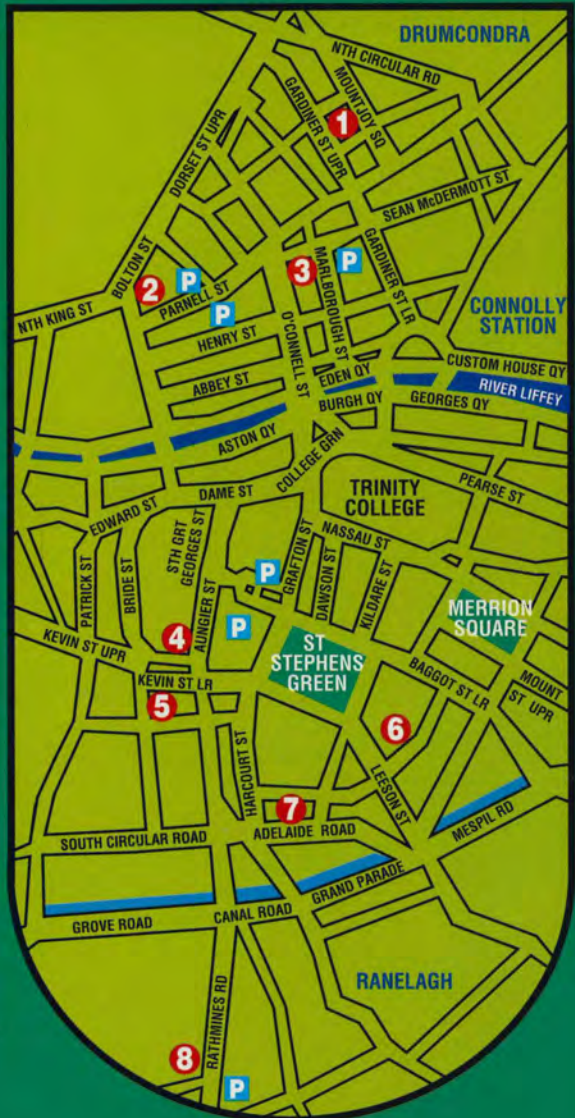 DRUMCONDRA
NTH CIRCULAR RD
MOUNTJOY SQ
GARDINER ST UPR
1
DORSET ST UPR
SEAN McDERMOTT ST
BOLTON ST
2
P
PARNELL ST
P
3
MARLBOROUGH ST
P
GARDINER ST LR
NTH KING ST
HENRY ST
O'CONNELL ST
CONNOLLY
STATION
ABBEY ST
EDEN QY
CUSTOM HOUSE QY
RIVER LIFFEY
BURGH QY
GEORGES QY
ASTON QY
COLLEGE GRN
DAME ST
EDWARD ST
TRINITY
COLLEGE
PEARSE ST
PATRICK ST
BRIDE ST
STH GRT
GEORGES ST
AUNGIER ST
P
GRAFTON ST
DAWSON ST
NASSAU ST
KILDARE ST
MERRION
SQUARE
KEVIN ST UPR
4
P
ST
STEPHENS
GREEN
BAGGOT ST LR
MOUNT
ST UPR
KEVIN ST LR
5
6
HARCOURT ST
LEESON ST
7
SOUTH CIRCULAR ROAD
ADELAIDE ROAD
MESPIL RD
GROVE ROAD
CANAL ROAD
GRAND PARADE
RANELAGH
RATHMINES RD
8
P